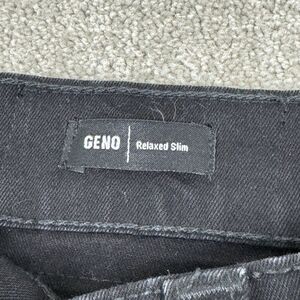 GENO | Relaxed Slim